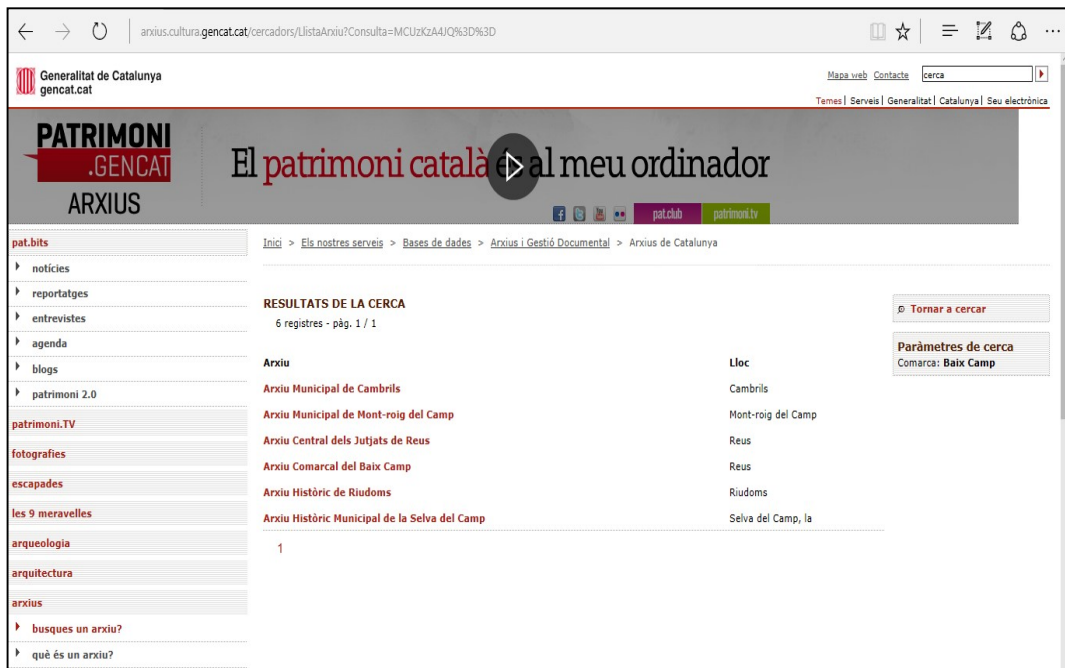 arxius.cultura.gencat.cat/cercadors/LlistaArxiu?Consulta=MCUzKzA4JQ%3D%3D
Generalitat de Catalunya
gencat.cat
Mapa web Contacte cerca
Temes | Serveis | Generalitat | Catalunya | Seu electrònica
PATRIMONI
.GENCAT
ARXIUS
El patrimoni català és al meu ordinador
pat.club patrimoni.tv
pat.bits
notícies
reportatges
entrevistes
agenda
blogs
patrimoni 2.0
patrimoni.TV
fotografies
escapades
les 9 meravelles
arqueologia
arquitectura
arxius
busques un arxiu?
què és un arxiu?
Inici > Els nostres serveis > Bases de dades > Arxius i Gestió Documental > Arxius de Catalunya
RESULTATS DE LA CERCA
6 registres - pàg. 1 / 1
Arxiu Lloc
Arxiu Municipal de Cambrils Cambrils
Arxiu Municipal de Mont-roig del Camp Mont-roig del Camp
Arxiu Central dels Jutjats de Reus Reus
Arxiu Comarcal del Baix Camp Reus
Arxiu Històric de Riudoms Riudoms
Arxiu Històric Municipal de la Selva del Camp Selva del Camp, la
1
Tornar a cercar
Paràmetres de cerca
Comarca: Baix Camp